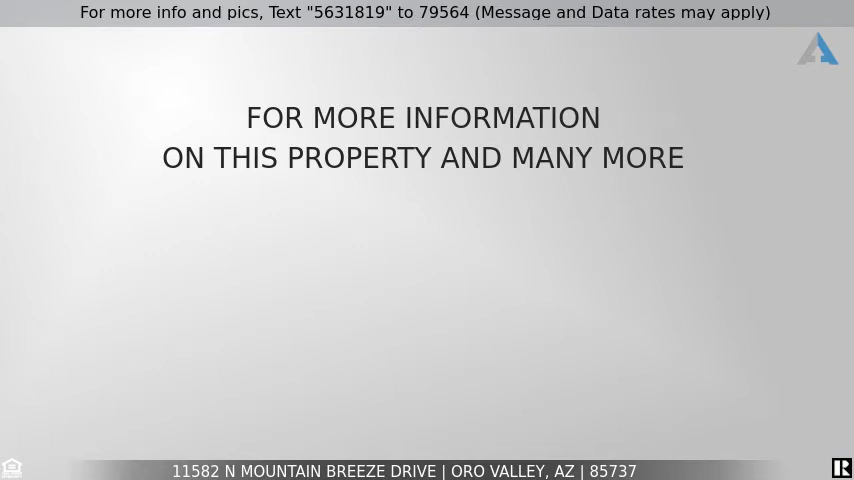 For more info and pics, Text "5631819" to 79564 (Message and Data rates may apply)
FOR MORE INFORMATION
ON THIS PROPERTY AND MANY MORE
11582 N MOUNTAIN BREEZE DRIVE | ORO VALLEY, AZ | 85737